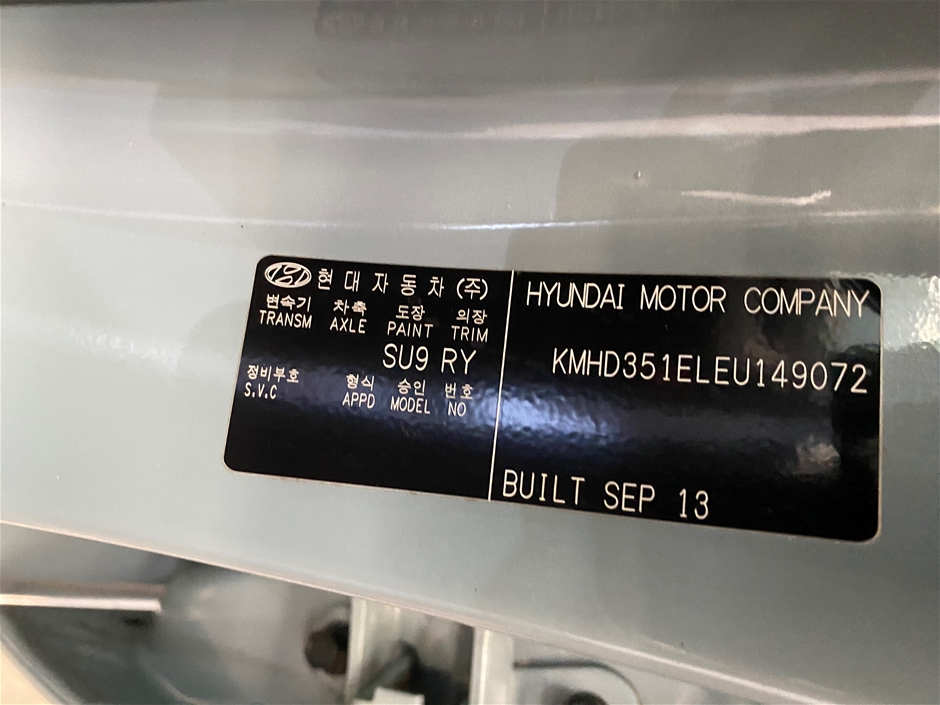 현대자동차(주)
변속기 차축 도장 의장
TRANSM AXLE PAINT TRIM
SU9 RY
정비부호 형식 승인 번호
S.V.C APPD MODEL NO
HYUNDAI MOTOR COMPANY
KMHD351ELEU149072
BUILT SEP 13